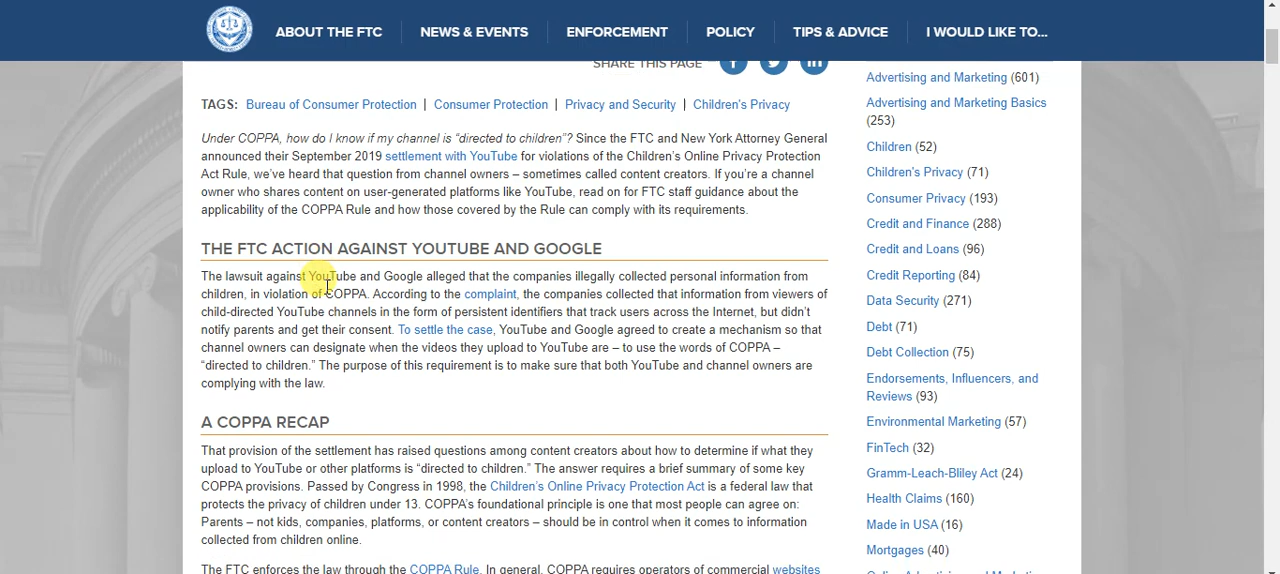 ABOUT THE FTC NEWS & EVENTS ENFORCEMENT POLICY TIPS & ADVICE I WOULD LIKE TO...
SHARE THIS PAGE
TAGS: Bureau of Consumer Protection | Consumer Protection | Privacy and Security | Children's Privacy
Under COPPA, how do I know if my channel is “directed to children”? Since the FTC and New York Attorney General
announced their September 2019 settlement with YouTube for violations of the Children’s Online Privacy Protection
Act Rule, we’ve heard that question from channel owners – sometimes called content creators. If you’re a channel
owner who shares content on user-generated platforms like YouTube, read on for FTC staff guidance about the
applicability of the COPPA Rule and how those covered by the Rule can comply with its requirements.
THE FTC ACTION AGAINST YOUTUBE AND GOOGLE
The lawsuit against YouTube and Google alleged that the companies illegally collected personal information from
children, in violation of COPPA. According to the complaint, the companies collected that information from viewers of
child-directed YouTube channels in the form of persistent identifiers that track users across the Internet, but didn’t
notify parents and get their consent. To settle the case, YouTube and Google agreed to create a mechanism so that
channel owners can designate when the videos they upload to YouTube are – to use the words of COPPA –
“directed to children.” The purpose of this requirement is to make sure that both YouTube and channel owners are
complying with the law.
A COPPA RECAP
That provision of the settlement has raised questions among content creators about how to determine if what they
upload to YouTube or other platforms is “directed to children.” The answer requires a brief summary of some key
COPPA provisions. Passed by Congress in 1998, the Children’s Online Privacy Protection Act is a federal law that
protects the privacy of children under 13. COPPA’s foundational principle is one that most people can agree on:
Parents – not kids, companies, platforms, or content creators – should be in control when it comes to information
collected from children online.
The FTC enforces the law through the COPPA Rule. In general, COPPA requires operators of commercial websites
Advertising and Marketing (601)
Advertising and Marketing Basics
(253)
Children (52)
Children's Privacy (71)
Consumer Privacy (193)
Credit and Finance (288)
Credit and Loans (96)
Credit Reporting (84)
Data Security (271)
Debt (71)
Debt Collection (75)
Endorsements, Influencers, and
Reviews (93)
Environmental Marketing (57)
FinTech (32)
Gramm-Leach-Bliley Act (24)
Health Claims (160)
Made in USA (16)
Mortgages (40)